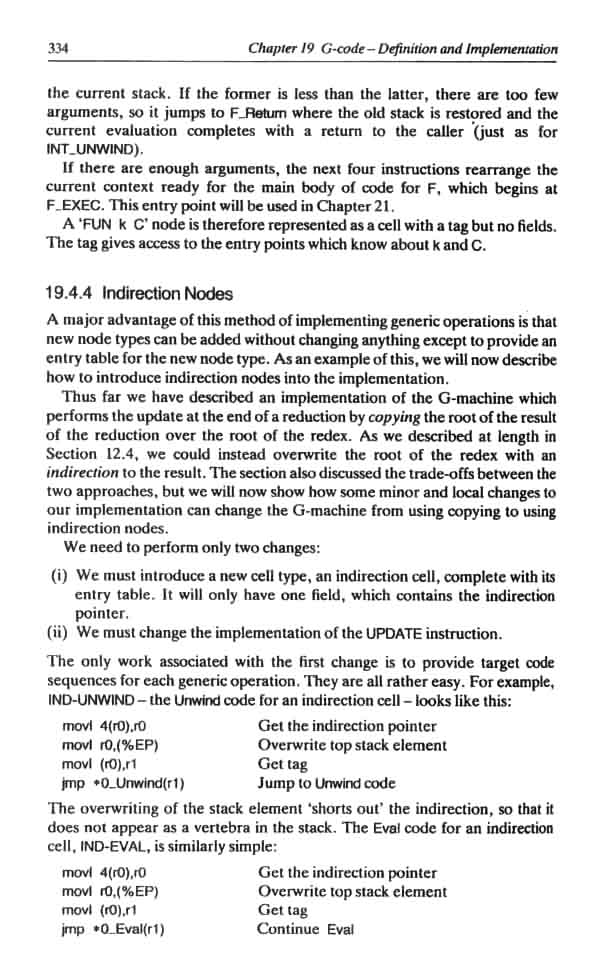 334 Chapter 19 G-code – Definition and Implementation
the current stack. If the former is less than the latter, there are too few
arguments, so it jumps to F_Return where the old stack is restored and the
current evaluation completes with a return to the caller (just as for
INT_UNWIND).
If there are enough arguments, the next four instructions rearrange the
current context ready for the main body of code for F, which begins at
F_EXEC. This entry point will be used in Chapter 21.
A 'FUN k C' node is therefore represented as a cell with a tag but no fields.
The tag gives access to the entry points which know about k and C.
19.4.4 Indirection Nodes
A major advantage of this method of implementing generic operations is that
new node types can be added without changing anything except to provide an
entry table for the new node type. As an example of this, we will now describe
how to introduce indirection nodes into the implementation.
Thus far we have described an implementation of the G-machine which
performs the update at the end of a reduction by copying the root of the result
of the reduction over the root of the redex. As we described at length in
Section 12.4, we could instead overwrite the root of the redex with an
indirection to the result. The section also discussed the trade-offs between the
two approaches, but we will now show how some minor and local changes to
our implementation can change the G-machine from using copying to using
indirection nodes.
We need to perform only two changes:
(i) We must introduce a new cell type, an indirection cell, complete with its
entry table. It will only have one field, which contains the indirection
pointer.
(ii) We must change the implementation of the UPDATE instruction.
The only work associated with the first change is to provide target code
sequences for each generic operation. They are all rather easy. For example,
IND-UNWIND – the Unwind code for an indirection cell – looks like this:
movl 4(r0),r0 Get the indirection pointer
movl r0,(%EP) Overwrite top stack element
movl (r0),r1 Get tag
jmp *O_Unwind(r1) Jump to Unwind code
The overwriting of the stack element 'shorts out' the indirection, so that it
does not appear as a vertebra in the stack. The Eval code for an indirection
cell, IND-EVAL, is similarly simple:
movl 4(r0),r0 Get the indirection pointer
movl r0,(%EP) Overwrite top stack element
movl (r0),r1 Get tag
jmp *O_Eval(r1) Continue Eval